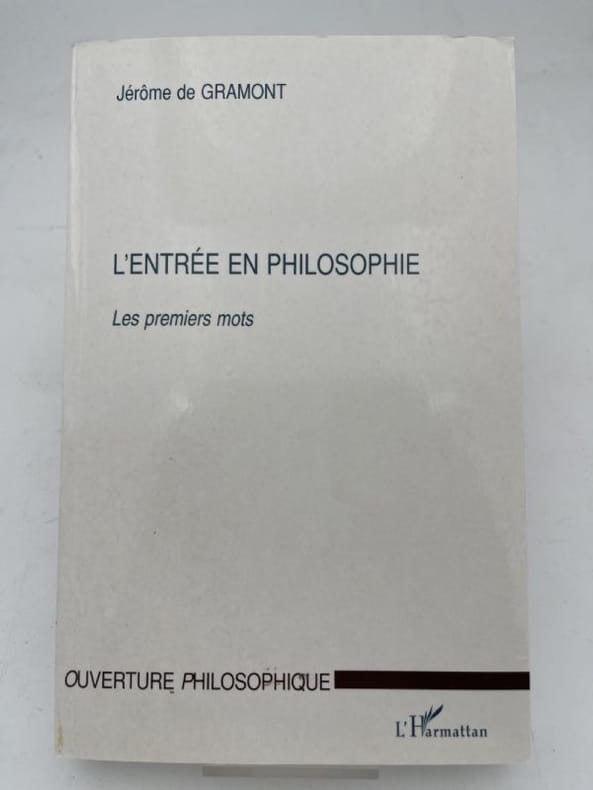 Jérôme de GRAMONT
L'ENTRÉE EN PHILOSOPHIE
Les premiers mots
OUVERTURE PHILOSOPHIQUE
L'Harmattan